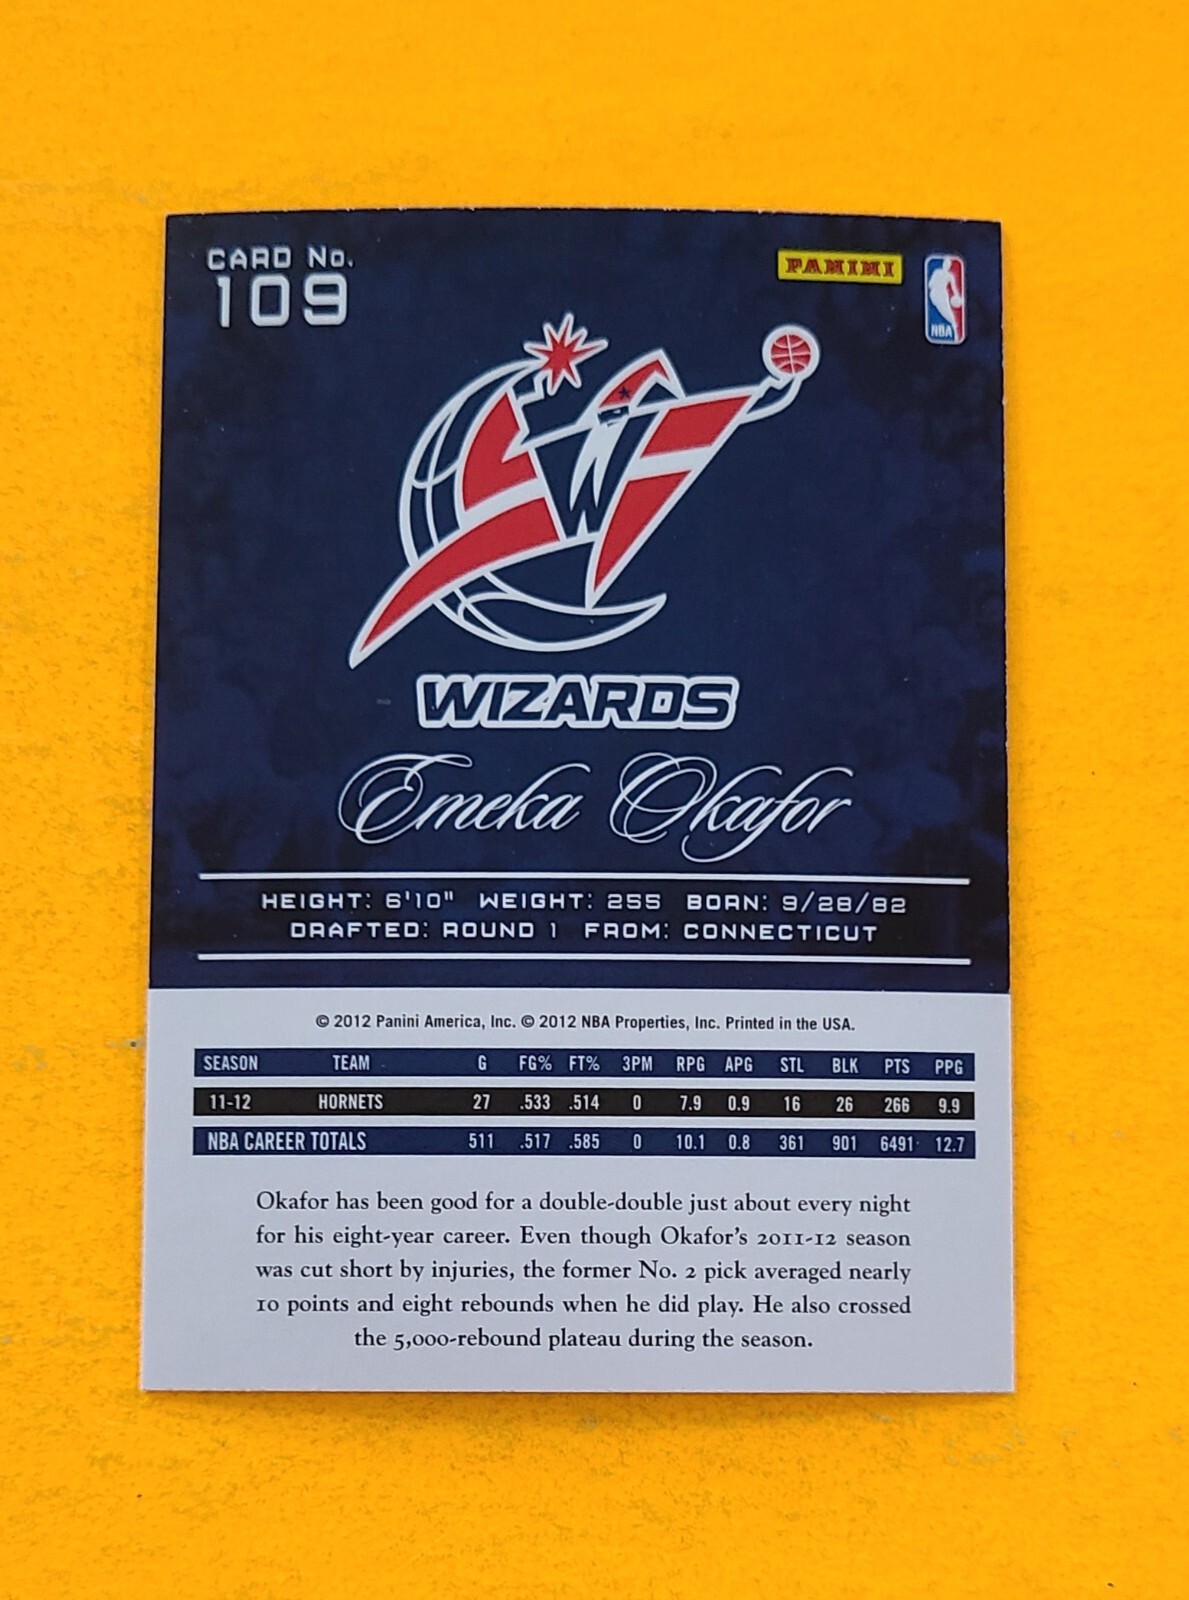 CARD No.
109
PANINI
NBA
WIZARDS
Emeka Okafor
HEIGHT: 6'10" WEIGHT: 255 BORN: 9/28/82
DRAFTED: ROUND 1 FROM: CONNECTICUT
© 2012 Panini America, Inc. © 2012 NBA Properties, Inc. Printed in the USA.
SEASON TEAM G FG% FT% 3PM RPG APG STL BLK PTS PPG
11-12 HORNETS 27 .533 .514 0 7.9 0.9 16 26 266 9.9
NBA CAREER TOTALS 511 .517 .585 0 10.1 0.8 361 901 6491 12.7
Okafor has been good for a double-double just about every night
for his eight-year career. Even though Okafor's 2011-12 season
was cut short by injuries, the former No. 2 pick averaged nearly
10 points and eight rebounds when he did play. He also crossed
the 5,000-rebound plateau during the season.